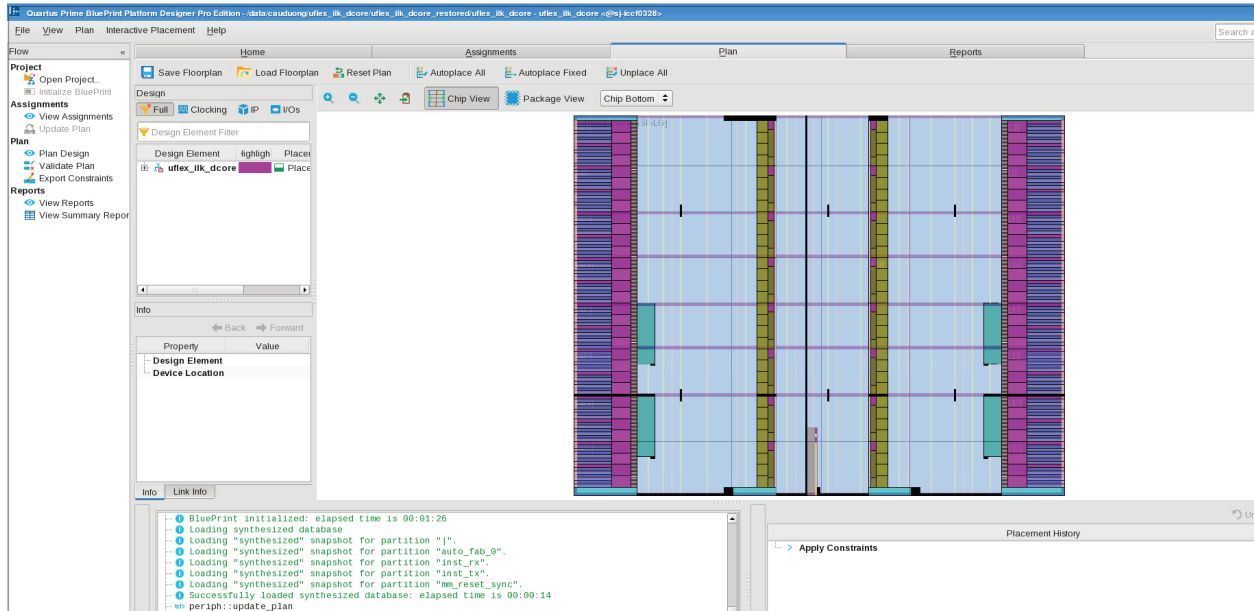 Quartus Prime BluePrint Platform Designer Pro Edition - /data/cauduong/uflex_ilk_dcore/uflex_ilk_dcore_restored/uflex_ilk_dcore - uflex_ilk_dcore <@sj-iccf0328>
File View Plan Interactive Placement Help
Search a
Flow «
Home Assignments Plan Reports
Project
Open Project...
Initialize BluePrint
Assignments
View Assignments
Update Plan
Plan
Plan Design
Validate Plan
Export Constraints
Reports
View Reports
View Summary Repor
Save Floorplan Load Floorplan Reset Plan Autoplace All Autoplace Fixed Unplace All
Design
Full Clocking IP I/Os
Design Element Filter
Design Element Highligh Placer
uflex_ilk_dcore Place
Chip View Package View Chip Bottom
Info
Back Forward
Property Value
Design Element
Device Location
Info Link Info
BluePrint initialized: elapsed time is 00:01:26
Loading synthesized database
Loading "synthesized" snapshot for partition "|".
Loading "synthesized" snapshot for partition "auto_fab_0".
Loading "synthesized" snapshot for partition "inst_rx".
Loading "synthesized" snapshot for partition "inst_tx".
Loading "synthesized" snapshot for partition "mm_reset_sync".
Successfully loaded synthesized database: elapsed time is 00:00:14
tcl> periph::update_plan
Un
Placement History
> Apply Constraints